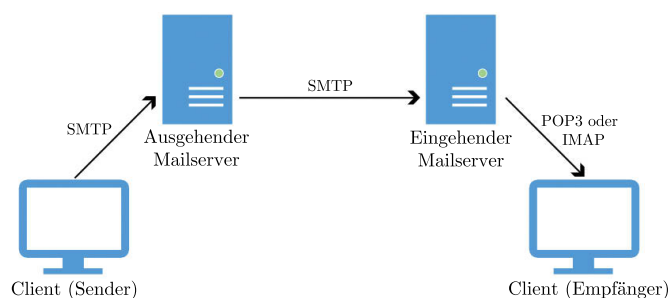 SMTP
SMTP
Ausgehender
Mailserver
Eingehender
Mailserver
POP3 oder
IMAP
Client (Sender)
Client (Empfänger)